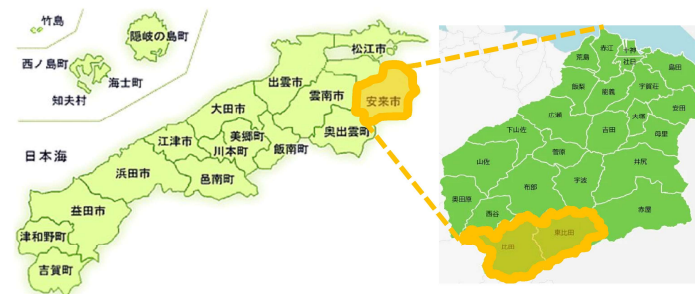 竹島
隠岐の島町
西ノ島町
海士町
知夫村
日本海
松江市
安来市
出雲市
雲南市
奥出雲町
大田市
飯南町
美郷町
川本町
江津市
邑南町
浜田市
益田市
津和野町
吉賀町
赤江
十神
荒島
社日
島田
飯梨
能義
宇賀荘
安田
広瀬
大塚
吉田
母里
下山佐
山佐
菅原
井尻
布部
宇波
奥田原
西谷
赤屋
比田
東比田